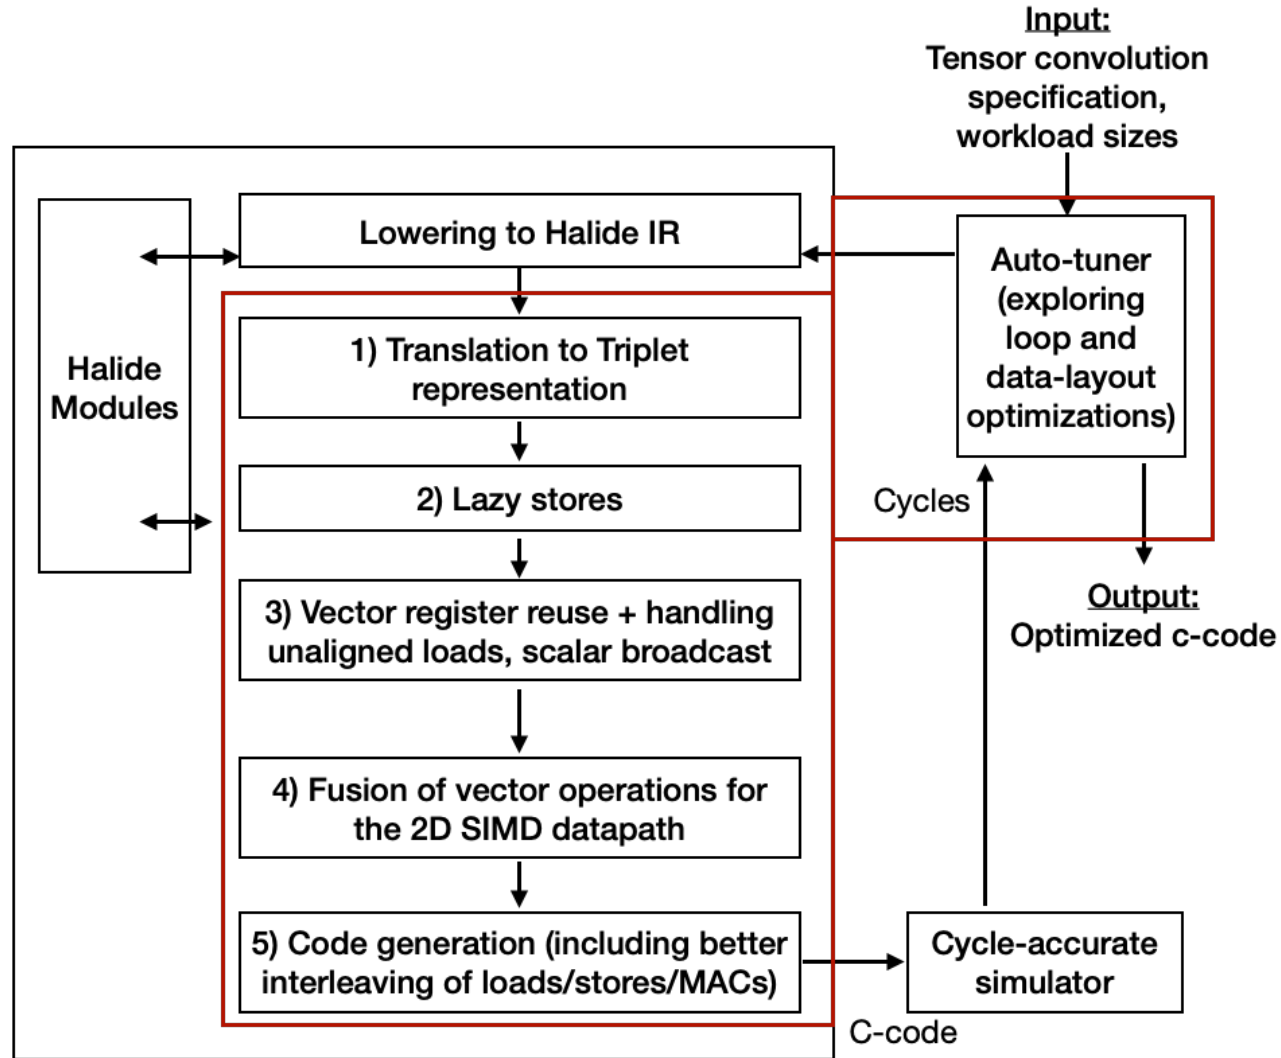 Input:
Tensor convolution
specification,
workload sizes
Lowering to Halide IR
Auto-tuner
(exploring
loop and
data-layout
optimizations)
Halide
Modules
1) Translation to Triplet
representation
2) Lazy stores
Cycles
3) Vector register reuse + handling
unaligned loads, scalar broadcast
Output:
Optimized c-code
4) Fusion of vector operations for
the 2D SIMD datapath
5) Code generation (including better
interleaving of loads/stores/MACs)
Cycle-accurate
simulator
C-code